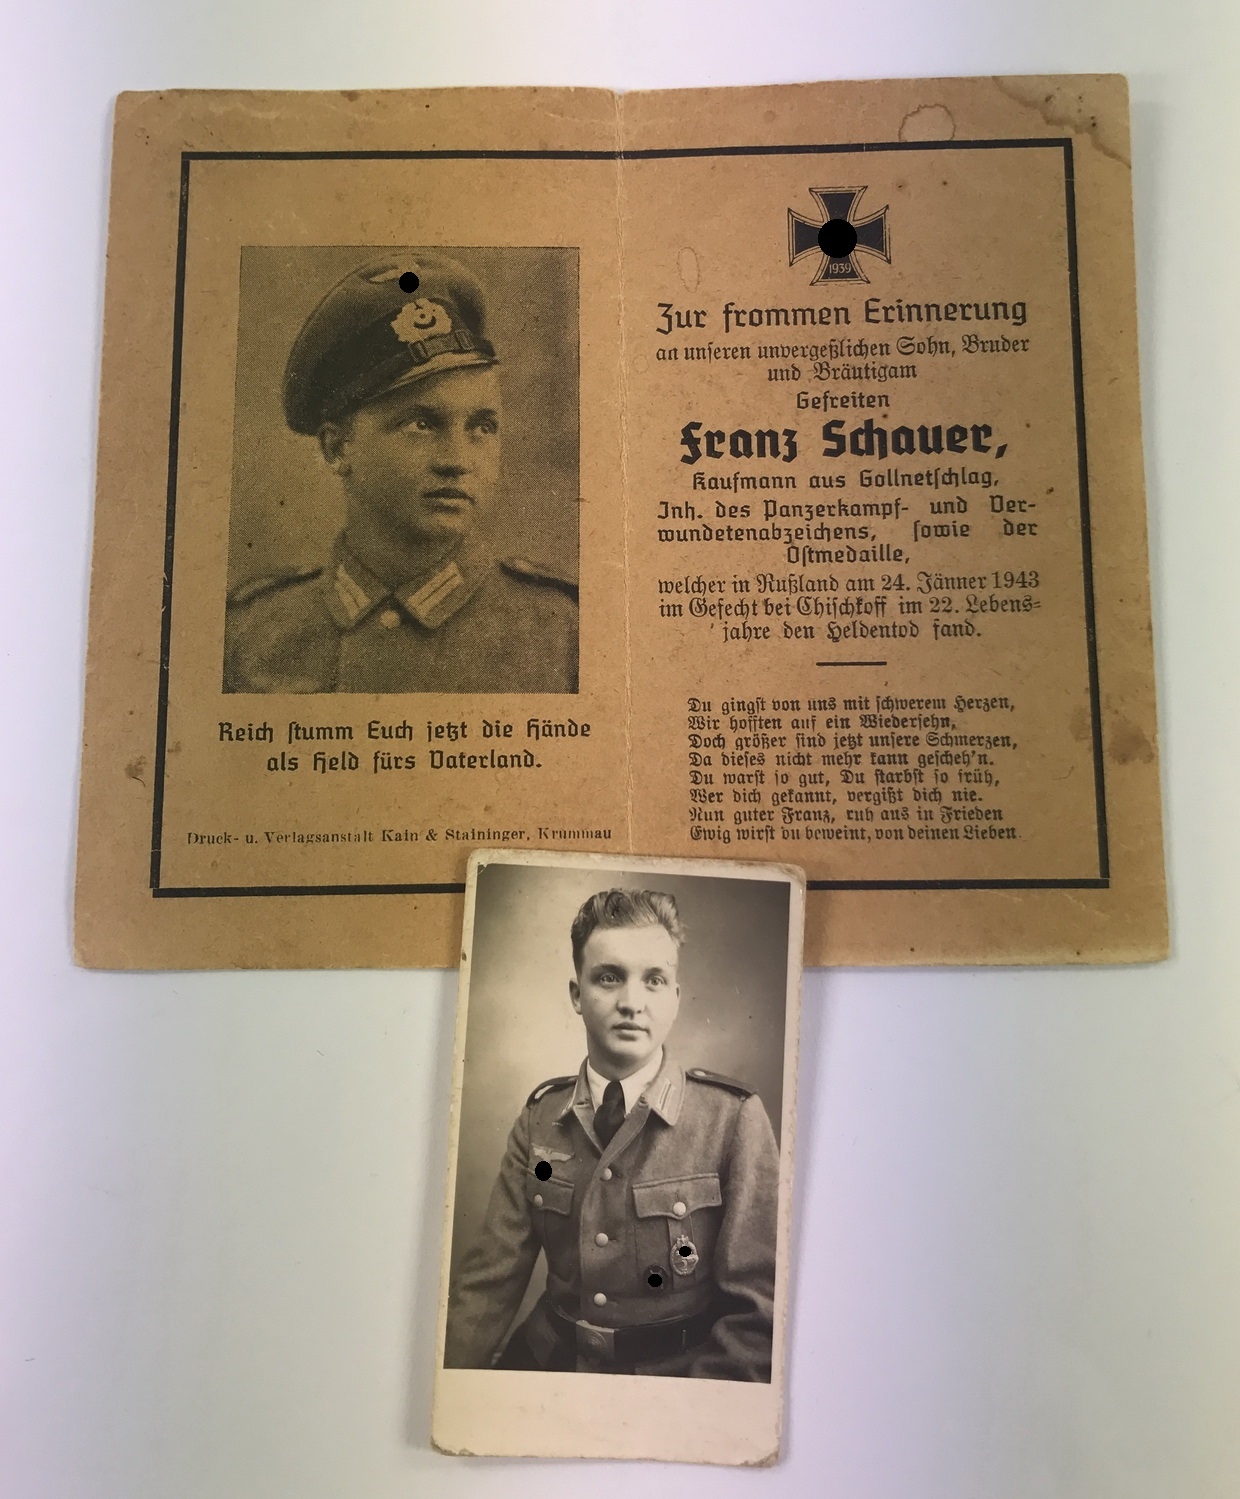 Reich stumm Euch jetzt die Hände
als Held fürs Vaterland.
Druck- u. Verlagsanstalt Kain & Staininger, Krummau
1939
Zur frommen Erinnerung
an unseren unvergeßlichen Sohn, Bruder
und Bräutigam
Gefreiten
Franz Schauer,
Kaufmann aus Gollnetschlag,
Inh. des Panzerkampf- und Ver-
wundetenabzeichens, sowie der
Ostmedaille,
welcher in Rußland am 24. Jänner 1943
im Gefecht bei Chischkoff im 22. Lebens-
jahre den Heldentod fand.
Du gingst von uns mit schwerem Herzen,
Wir hofften auf ein Wiedersehn,
Doch größer sind jetzt unsere Schmerzen,
Da dieses nicht mehr kann gescheh'n.
Du warst so gut, Du starbst so früh,
Wer dich gekannt, vergißt dich nie.
Nun guter Franz, ruh aus in Frieden
Ewig wirst du beweint, von deinen Lieben.